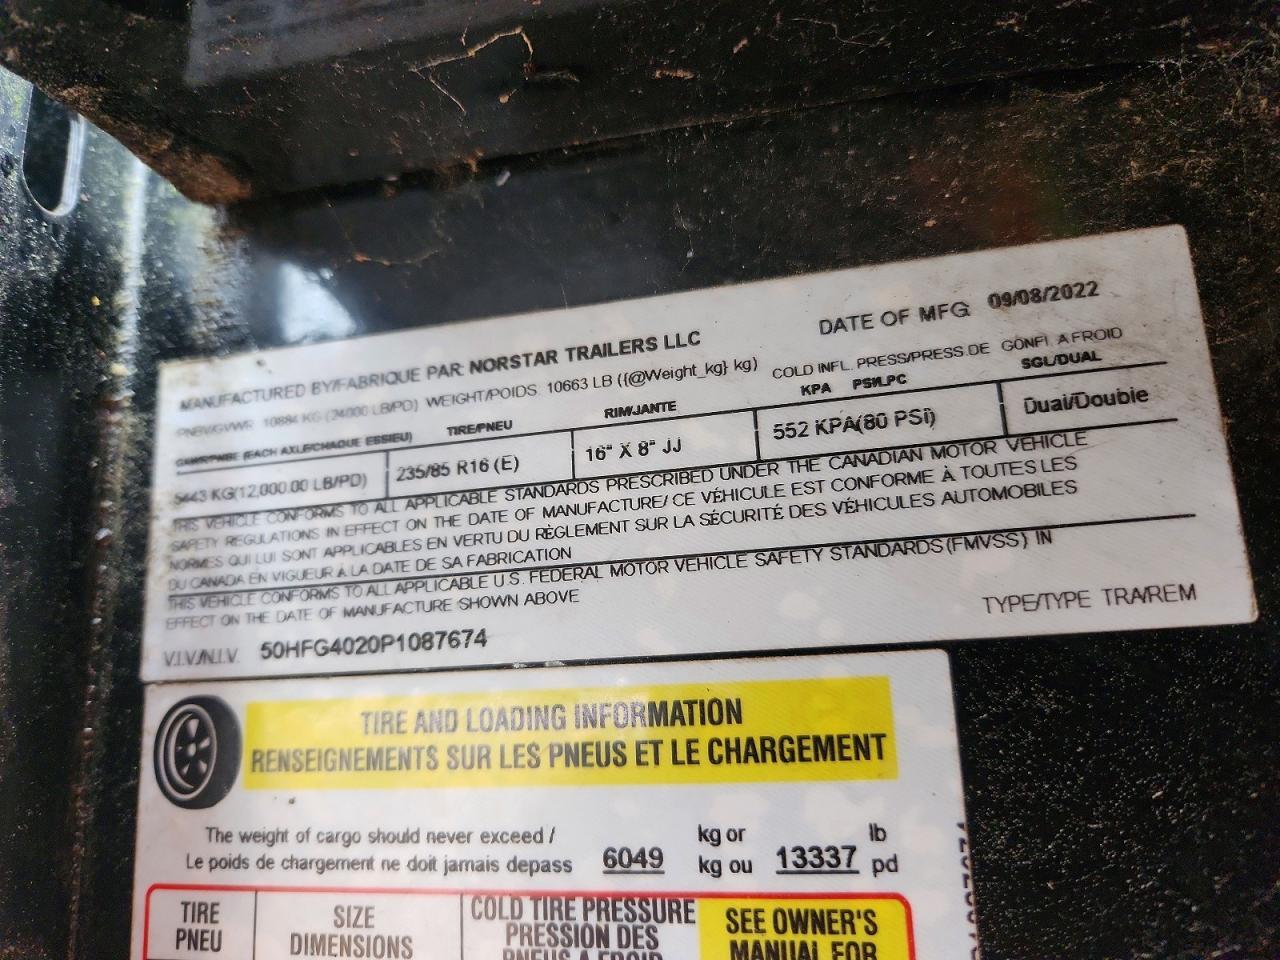 MANUFACTURED BY/FABRIQUE PAR: NORSTAR TRAILERS LLC
DATE OF MFG 09/08/2022
PNBV/GVWR 10884 KG (24000 LB/PD) WEIGHT/POIDS 10663 LB ({@Weight_kg} kg)
COLD INFL. PRESS/PRESS.DE GONFL À FROID
GAWR/PNBE (EACH AXLE/CHAQUE ESSIEU) TIRE/PNEU RIM/JANTE KPA PSI/LPC SGL/DUAL
5443 KG(12,000.00 LB/PD) 235/85 R16 (E) 16" X 8" JJ 552 KPA(80 PSI) Dual/Double
THIS VEHICLE CONFORMS TO ALL APPLICABLE STANDARDS PRESCRIBED UNDER THE CANADIAN MOTOR VEHICLE
SAFETY REGULATIONS IN EFFECT ON THE DATE OF MANUFACTURE/ CE VÉHICULE EST CONFORME À TOUTES LES
NORMES QUI LUI SONT APPLICABLES EN VERTU DU RÈGLEMENT SUR LA SÉCURITÉ DES VÉHICULES AUTOMOBILES
DU CANADA EN VIGUEUR À LA DATE DE SA FABRICATION
THIS VEHICLE CONFORMS TO ALL APPLICABLE U.S. FEDERAL MOTOR VEHICLE SAFETY STANDARDS (FMVSS) IN
EFFECT ON THE DATE OF MANUFACTURE SHOWN ABOVE
V.I.V./N.I.V. 50HFG4020P1087674 TYPE/TYPE TRA/REM
TIRE AND LOADING INFORMATION
RENSEIGNEMENTS SUR LES PNEUS ET LE CHARGEMENT
The weight of cargo should never exceed / kg or lb
Le poids de chargement ne doit jamais depass 6049 kg ou 13337 pd
TIRE SIZE COLD TIRE PRESSURE SEE OWNER'S
PNEU DIMENSIONS PRESSION DES MANUAL FOR
PNEUS A FROID